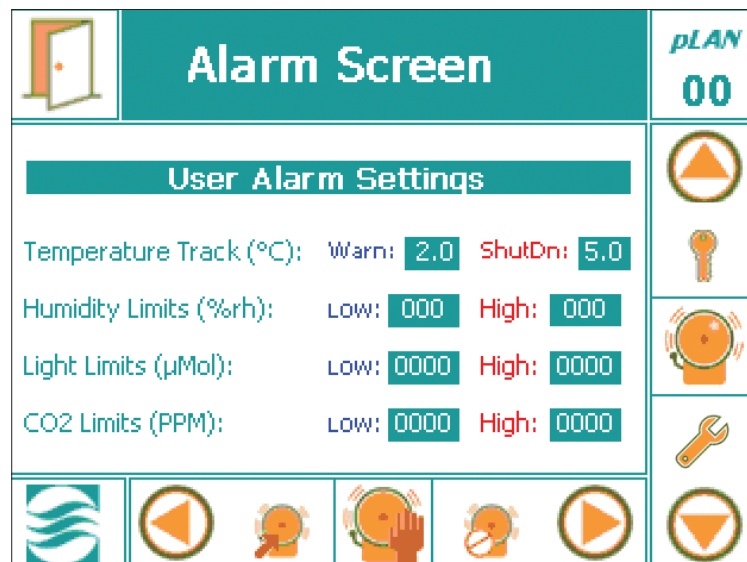 Alarm Screen
pLAN
00
User Alarm Settings
Temperature Track (°C): Warn: 2.0 ShutDn: 5.0
Humidity Limits (%rh): Low: 000 High: 000
Light Limits (µMol): Low: 0000 High: 0000
CO2 Limits (PPM): Low: 0000 High: 0000